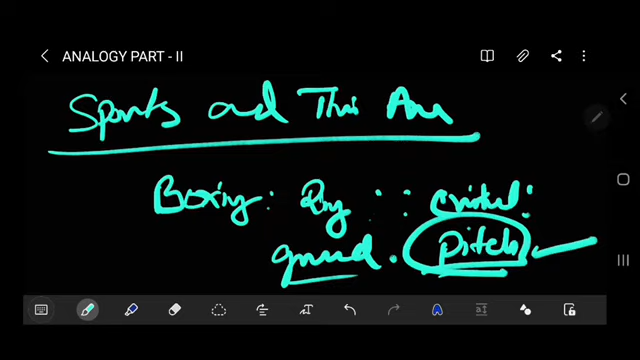 ANALOGY PART - II
Sports and Their Area
Boxing : Ring :: Cricket :
ground. pitch